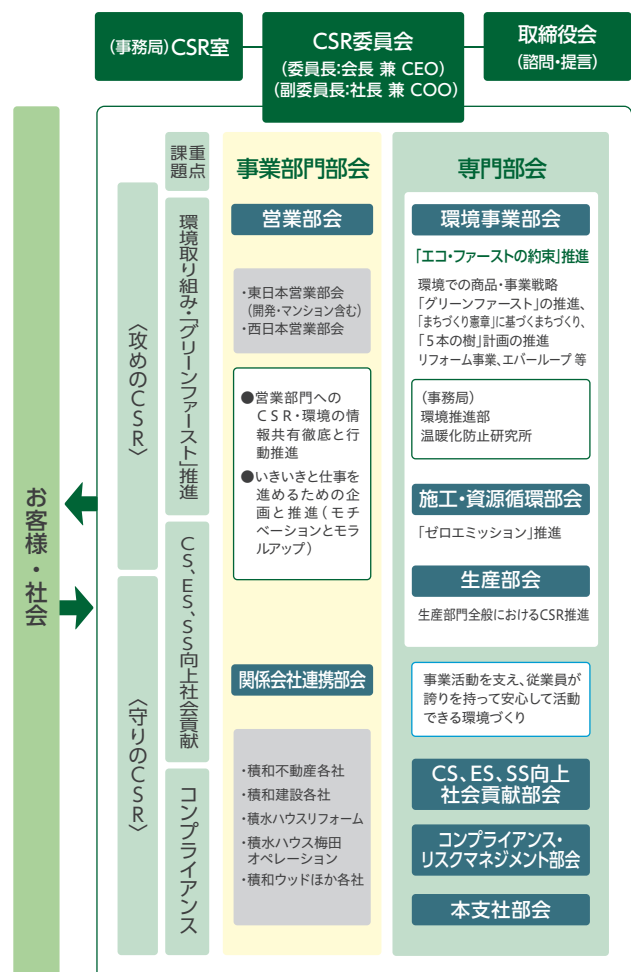 (事務局)CSR室
CSR委員会
(委員長:会長 兼 CEO)
(副委員長:社長 兼 COO)
取締役会
(諮問・提言)
お客様・社会
〈攻めのCSR〉
〈守りのCSR〉
重点
課題
環境取り組み・「グリーンファースト」推進
CS、ES、SS向上社会貢献
コンプライアンス
事業部門部会
営業部会
・東日本営業部会
(開発・マンション含む)
・西日本営業部会
●営業部門への
CSR・環境の情
報共有徹底と行
動推進
●いきいきと仕事を
進めるための企
画と推進(モチ
ベーションとモラ
ルアップ)
関係会社連携部会
・積和不動産各社
・積和建設各社
・積水ハウスリフォーム
・積水ハウス梅田
オペレーション
・積和ウッドほか各社
専門部会
環境事業部会
「エコ・ファーストの約束」推進
環境での商品・事業戦略
「グリーンファースト」の推進、
「まちづくり憲章」に基づくまちづくり、
「5本の樹」計画の推進
リフォーム事業、エバーループ 等
(事務局)
環境推進部
温暖化防止研究所
施工・資源循環部会
「ゼロエミッション」推進
生産部会
生産部門全般におけるCSR推進
事業活動を支え、従業員が
誇りを持って安心して活動
できる環境づくり
CS、ES、SS向上
社会貢献部会
コンプライアンス・
リスクマネジメント部会
本支社部会